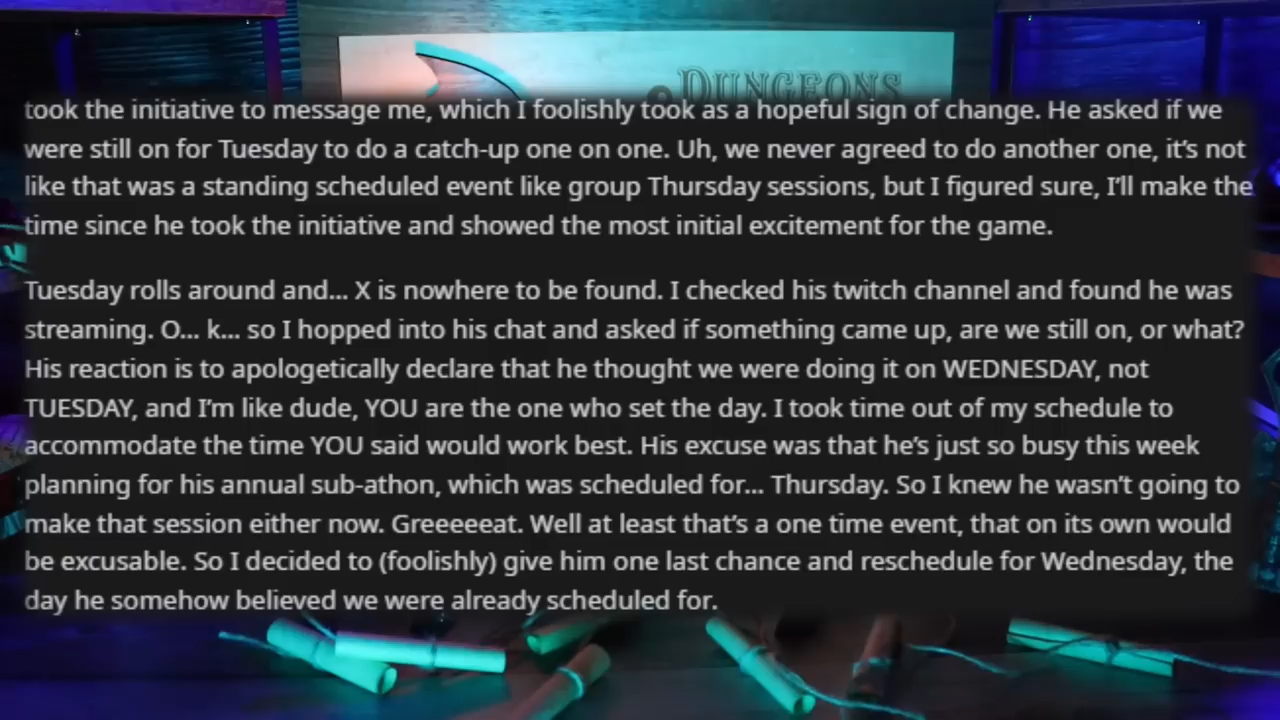 DUNGEONS
took the initiative to message me, which I foolishly took as a hopeful sign of change. He asked if we
were still on for Tuesday to do a catch-up one on one. Uh, we never agreed to do another one, it's not
like that was a standing scheduled event like group Thursday sessions, but I figured sure, I'll make the
time since he took the initiative and showed the most initial excitement for the game.
Tuesday rolls around and... X is nowhere to be found. I checked his twitch channel and found he was
streaming. O... k... so I hopped into his chat and asked if something came up, are we still on, or what?
His reaction is to apologetically declare that he thought we were doing it on WEDNESDAY, not
TUESDAY, and I'm like dude, YOU are the one who set the day. I took time out of my schedule to
accommodate the time YOU said would work best. His excuse was that he's just so busy this week
planning for his annual sub-athon, which was scheduled for... Thursday. So I knew he wasn't going to
make that session either now. Greeeeeat. Well at least that's a one time event, that on its own would
be excusable. So I decided to (foolishly) give him one last chance and reschedule for Wednesday, the
day he somehow believed we were already scheduled for.